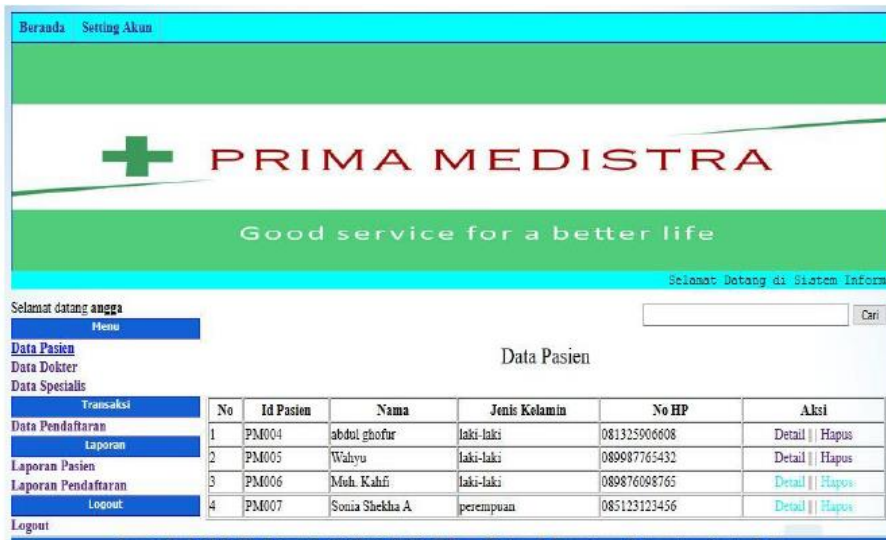 Beranda Setting Akun
PRIMA MEDISTRA
Good service for a better life
Selamat Datang di Sistem Inform
Selamat datang angga
Cari
Menu
Data Pasien
Data Dokter
Data Spesialis
Transaksi
Data Pendaftaran
Laporan
Laporan Pasien
Laporan Pendaftaran
Logout
Logout
Data Pasien
No Id Pasien Nama Jenis Kelamin No HP Aksi
1 PM004 abdul ghofur laki-laki 081325906608 Detail || Hapus
2 PM005 Wahyu laki-laki 089987765432 Detail || Hapus
3 PM006 Muh. Kahfi laki-laki 089876098765 Detail || Hapus
4 PM007 Sonia Shekha A perempuan 085123123456 Detail || Hapus